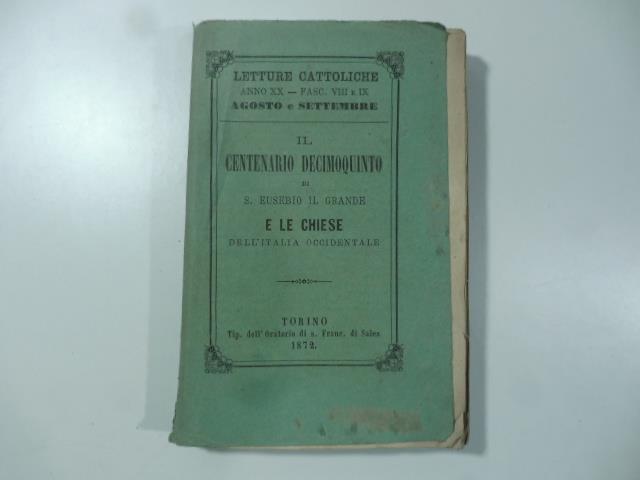 LETTURE CATTOLICHE
ANNO XX — FASC. VIII E IX
AGOSTO e SETTEMBRE
IL
CENTENARIO DECIMOQUINTO
DI
S. EUSEBIO IL GRANDE
E LE CHIESE
DELL'ITALIA OCCIDENTALE
TORINO
Tip. dell'Oratorio di s. Franc. di Sales
1872.